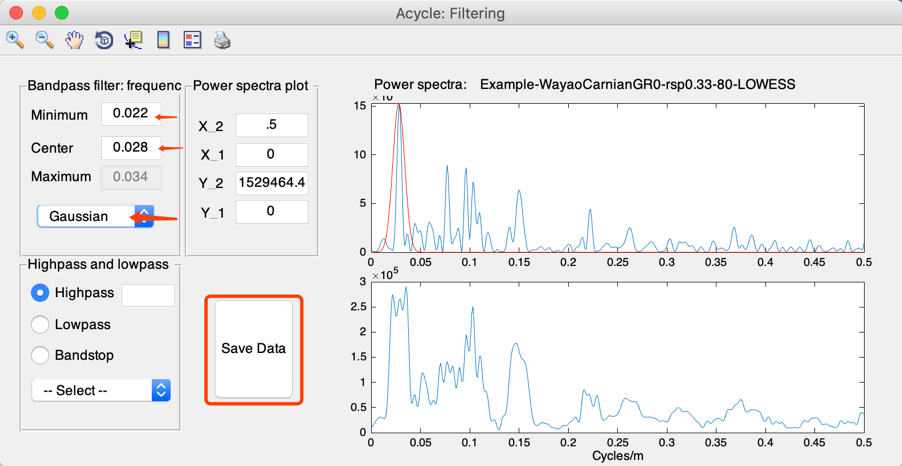 Acycle: Filtering
Bandpass filter: frequenc
Minimum 0.022
Center 0.028
Maximum 0.034
Gaussian
Power spectra plot
X_2 .5
X_1 0
Y_2 1529464.4
Y_1 0
Highpass and lowpass
Highpass
Lowpass
Bandstop
-- Select --
Save Data
Power spectra: Example-WayaoCarnianGR0-rsp0.33-80-LOWESS
15
10
5
0
0 0.05 0.1 0.15 0.2 0.25 0.3 0.35 0.4 0.45 0.5
×10^5
3
2.5
2
1.5
1
0.5
0
0 0.05 0.1 0.15 0.2 0.25 0.3 0.35 0.4 0.45 0.5
Cycles/m